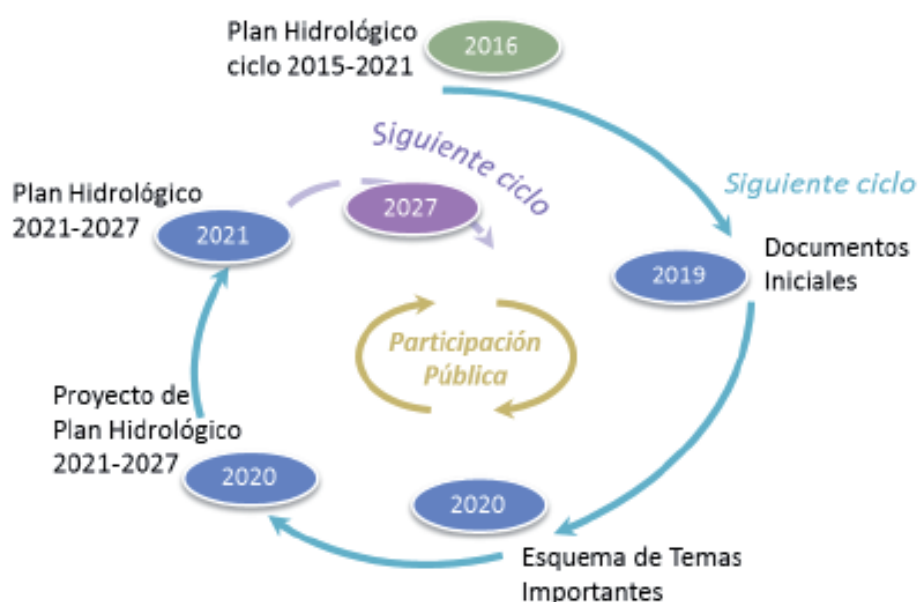 Plan Hidrológico
ciclo 2015-2021
2016
Siguiente ciclo
Documentos
Iniciales
2019
Esquema de Temas
Importantes
2020
Proyecto de
Plan Hidrológico
2021-2027
2020
Plan Hidrológico
2021-2027
2021
Siguiente ciclo
2027
Participación
Pública